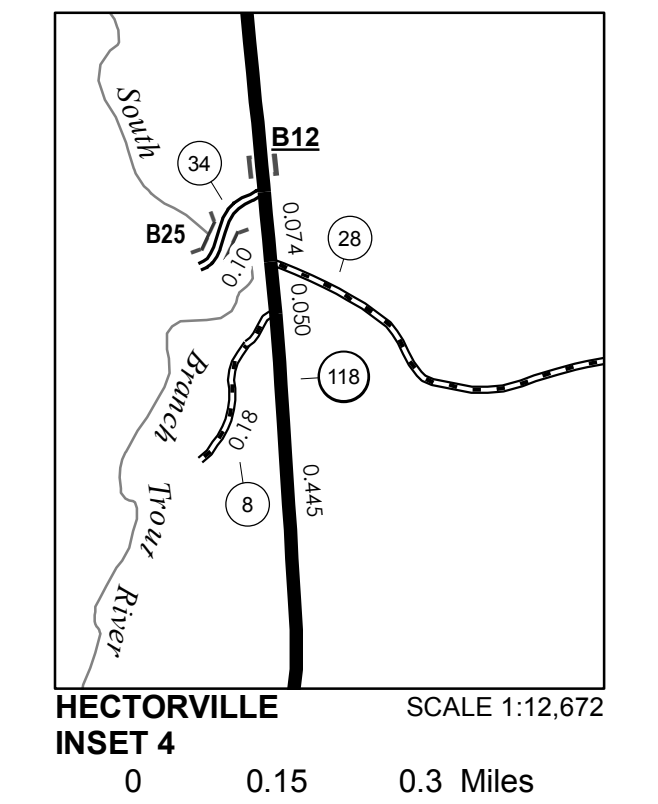 South
B12
34
B25
0.10
0.074
28
0.050
118
Branch
0.18
8
0.445
Trout
River
HECTORVILLE
INSET 4
SCALE 1:12,672
0 0.15 0.3 Miles